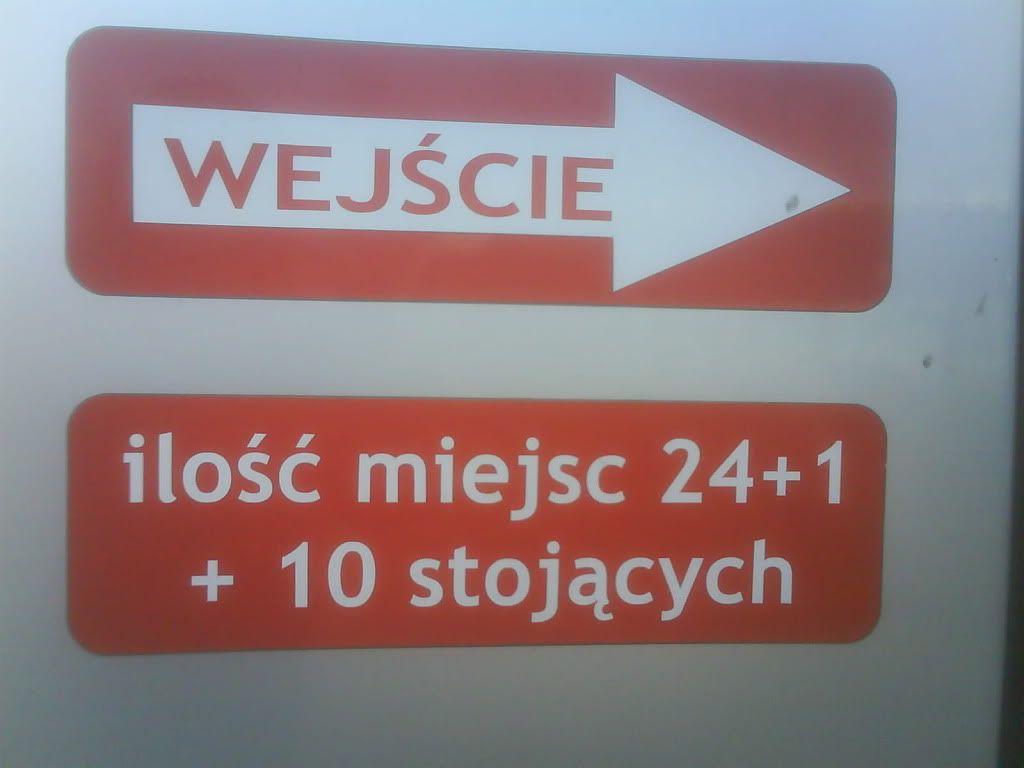 WEJŚCIE
ilość miejsc 24+1
+ 10 stojących